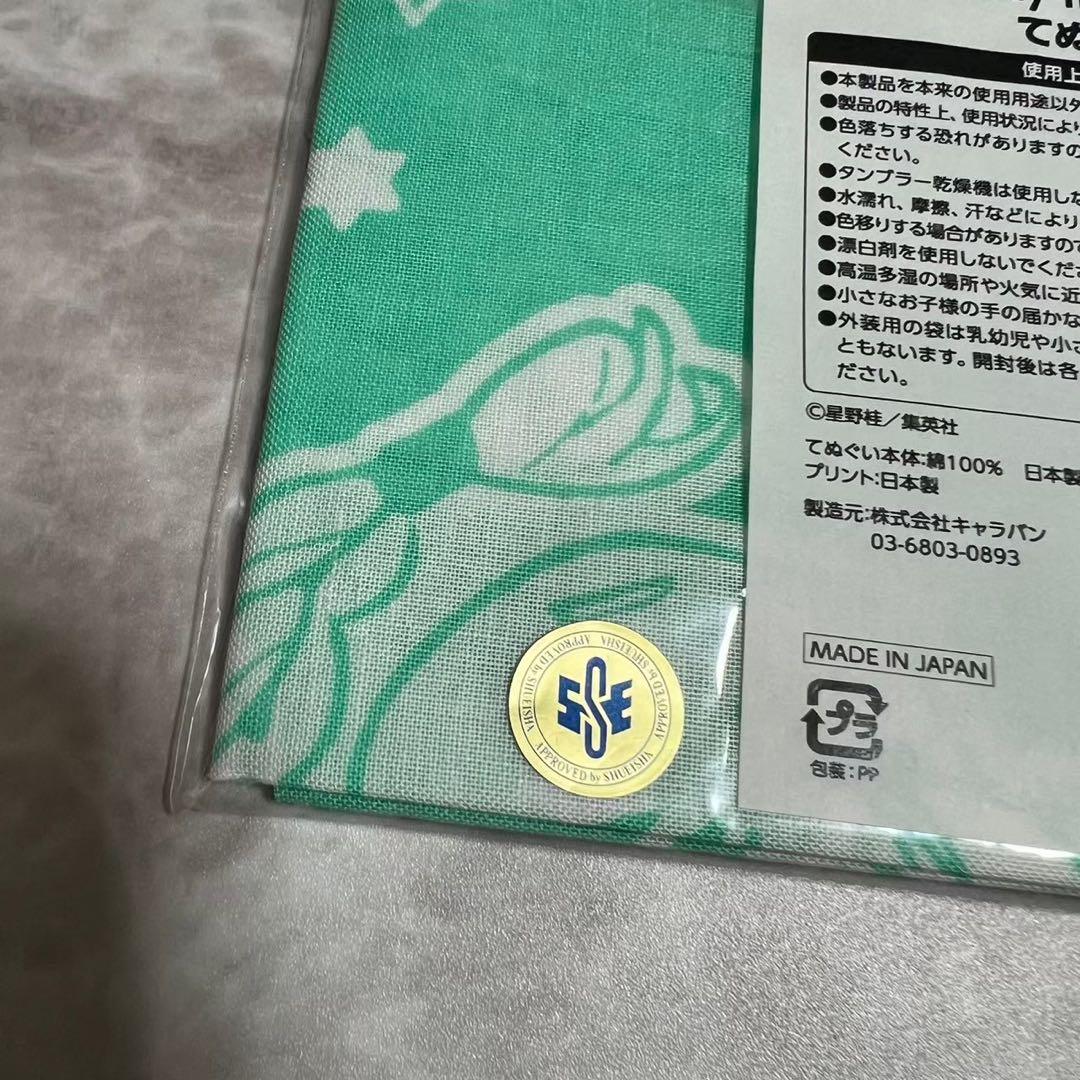 てぬ
使用上
●本製品を本来の使用用途以外
●製品の特性上、使用状況により
●色落ちする恐れがありますの
ください。
●タンブラー乾燥機は使用しな
●水濡れ、摩擦、汗などにより
●色移りする場合がありますので
●漂白剤を使用しないでくださ
●高温多湿の場所や火気に近
●小さなお子様の手の届かな
●外装用の袋は乳幼児や小さ
ともないます。開封後は各
ださい。
©星野桂／集英社
てぬぐい本体:綿100% 日本製
プリント:日本製
製造元:株式会社キャラバン
03-6803-0893
MADE IN JAPAN
プラ
包装:PP
APPROVED by SHUEISHA
APPROVED by SHUEISHA
APPROVED by SHUEISHA
SSE